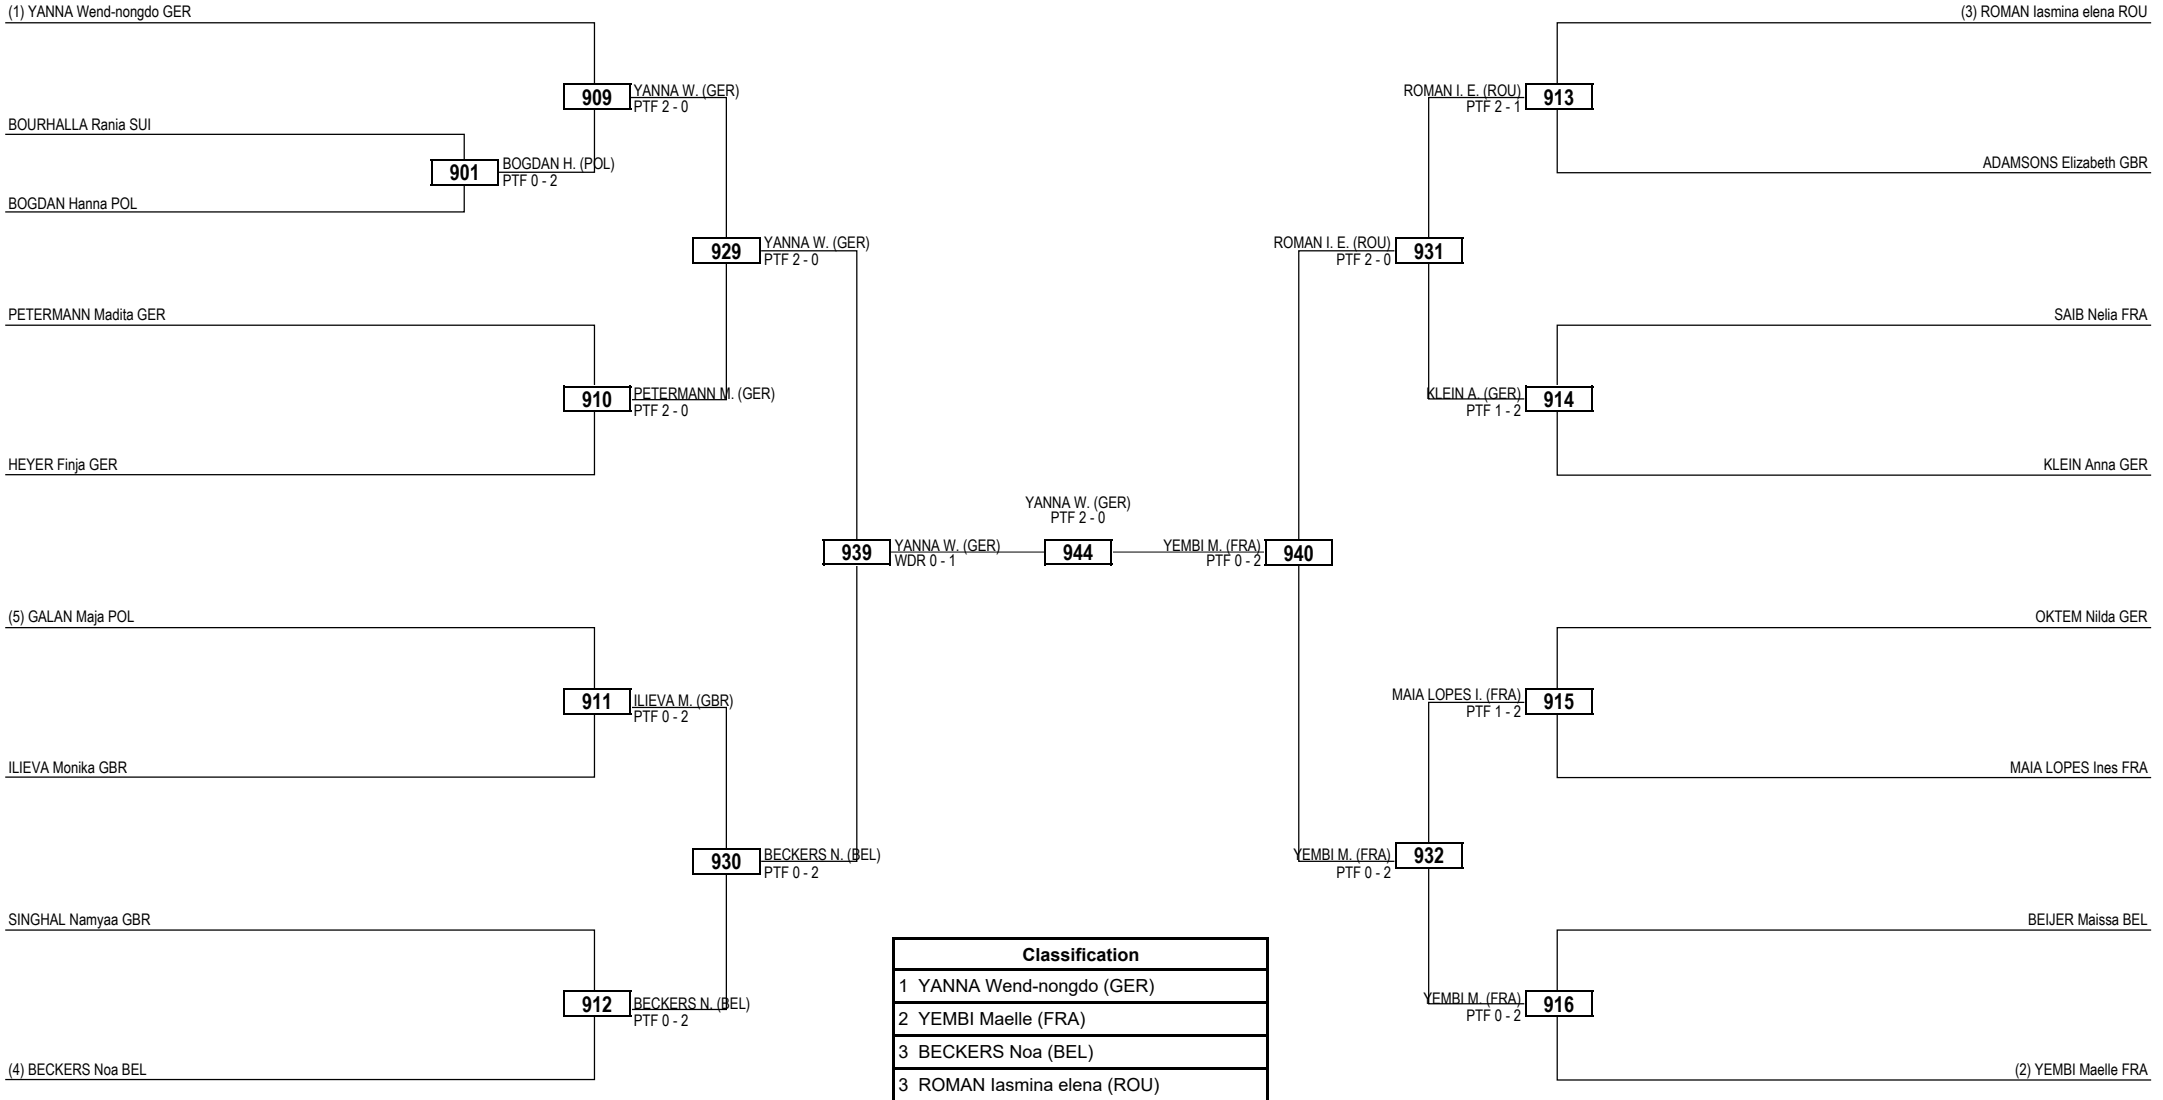 (1) YANNA Wend-nongdo GER
(3) ROMAN Iasmina elena ROU
909
YANNA W. (GER)
PTF 2 - 0
ROMAN I. E. (ROU)
PTF 2 - 1
913
BOURHALLA Rania SUI
901
BOGDAN H. (POL)
PTF 0 - 2
ADAMSONS Elizabeth GBR
BOGDAN Hanna POL
929
YANNA W. (GER)
PTF 2 - 0
ROMAN I. E. (ROU)
PTF 2 - 0
931
PETERMANN Madita GER
SAIB Nelia FRA
910
PETERMANN M. (GER)
PTF 2 - 0
KLEIN A. (GER)
PTF 1 - 2
914
HEYER Finja GER
KLEIN Anna GER
YANNA W. (GER)
PTF 2 - 0
939
YANNA W. (GER)
WDR 0 - 1
944
YEMBI M. (FRA)
PTF 0 - 2
940
(5) GALAN Maja POL
OKTEM Nilda GER
911
ILIEVA M. (GBR)
PTF 0 - 2
MAIA LOPES I. (FRA)
PTF 1 - 2
915
ILIEVA Monika GBR
MAIA LOPES Ines FRA
930
BECKERS N. (BEL)
PTF 0 - 2
YEMBI M. (FRA)
PTF 0 - 2
932
SINGHAL Namyaa GBR
BEIJER Maissa BEL
912
BECKERS N. (BEL)
PTF 0 - 2
YEMBI M. (FRA)
PTF 0 - 2
916
(4) BECKERS Noa BEL
(2) YEMBI Maelle FRA
Classification
1 YANNA Wend-nongdo (GER)
2 YEMBI Maelle (FRA)
3 BECKERS Noa (BEL)
3 ROMAN Iasmina elena (ROU)